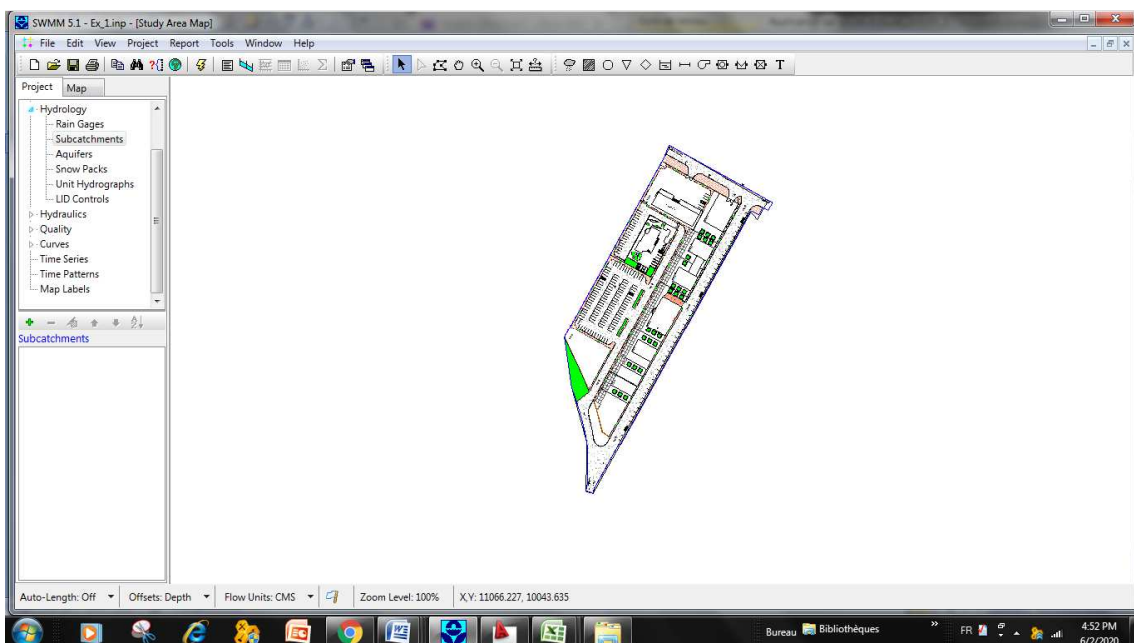 SWMM 5.1 - Ex_1.inp - [Study Area Map]
File Edit View Project Report Tools Window Help
T
Project Map
Hydrology
Rain Gages
Subcatchments
Aquifers
Snow Packs
Unit Hydrographs
LID Controls
Hydraulics
Quality
Curves
Time Series
Time Patterns
Map Labels
Subcatchments
Auto-Length: Off Offsets: Depth Flow Units: CMS Zoom Level: 100% X,Y: 11066.227, 10043.635
Bureau Bibliothèques » FR 4:52 PM
6/2/2020